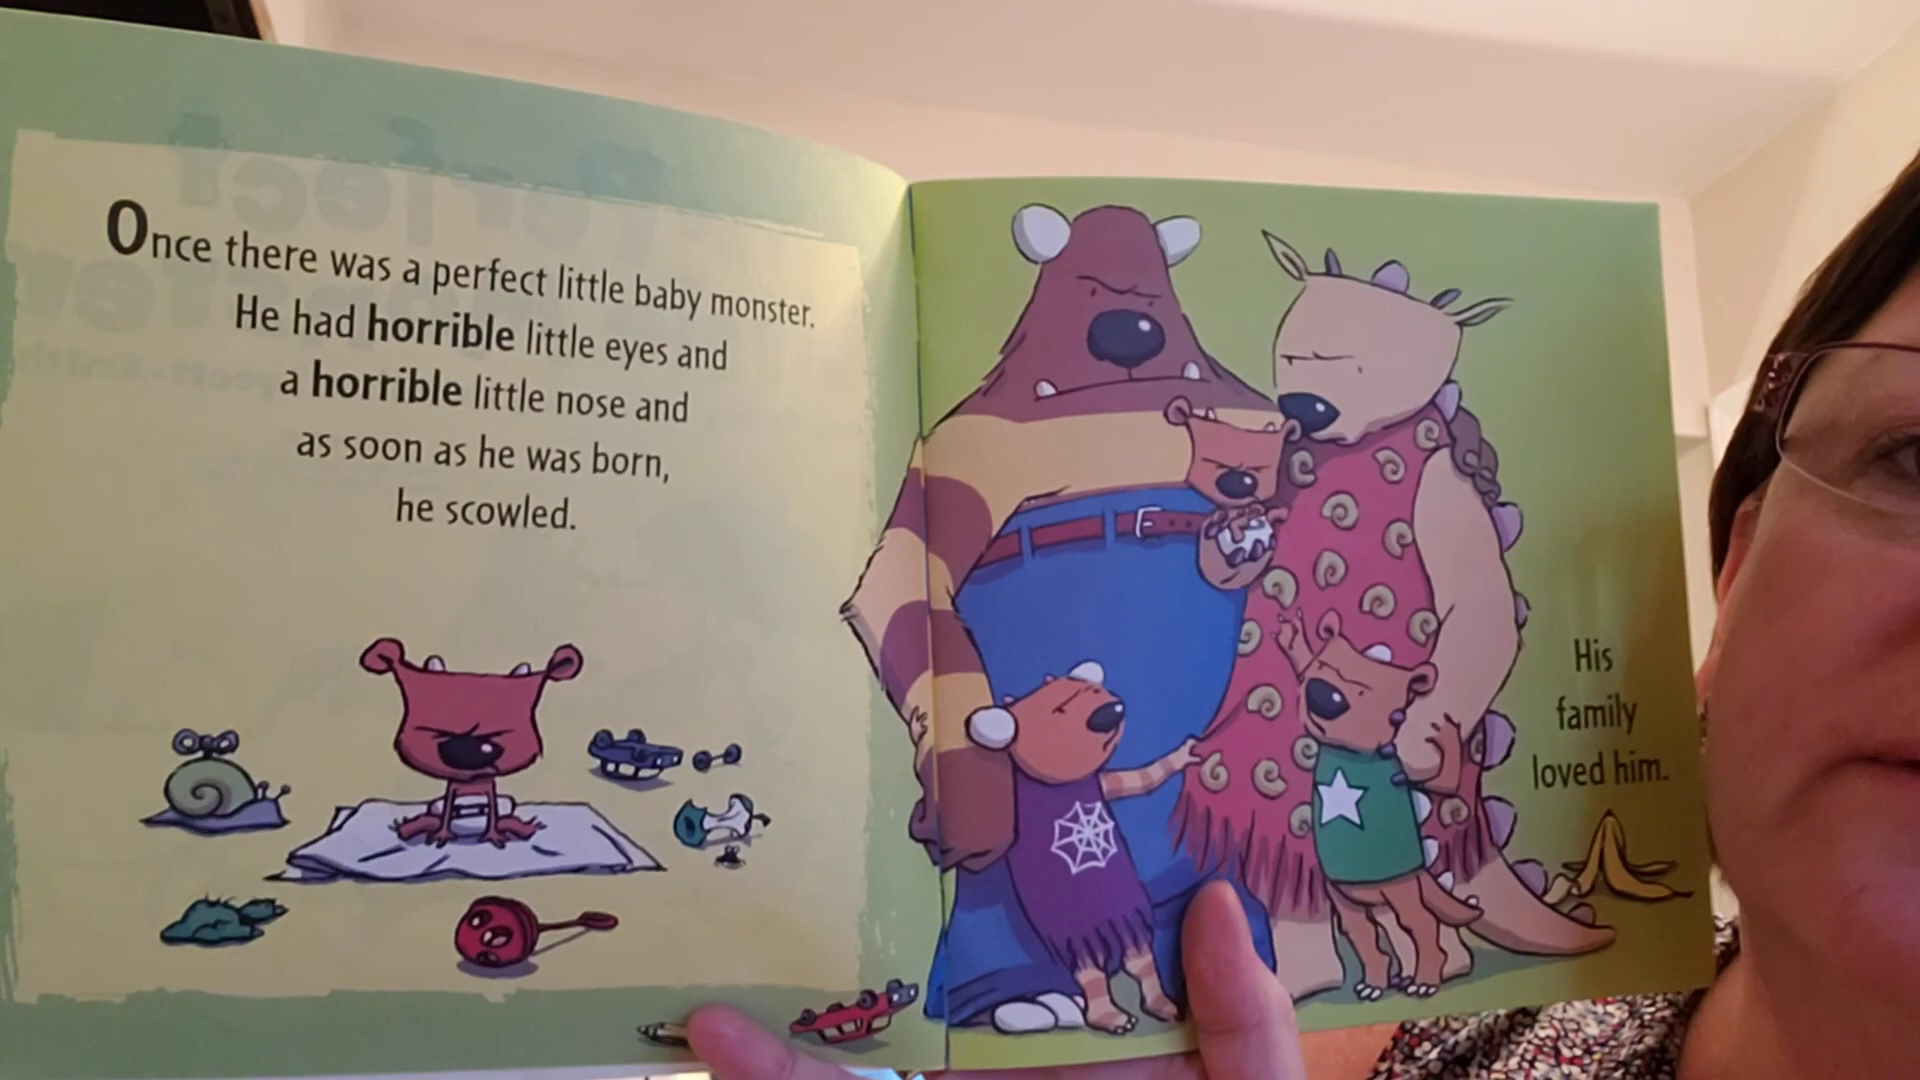 Once there was a perfect little baby monster.
He had horrible little eyes and
a horrible little nose and
as soon as he was born,
he scowled.
His
family
loved him.